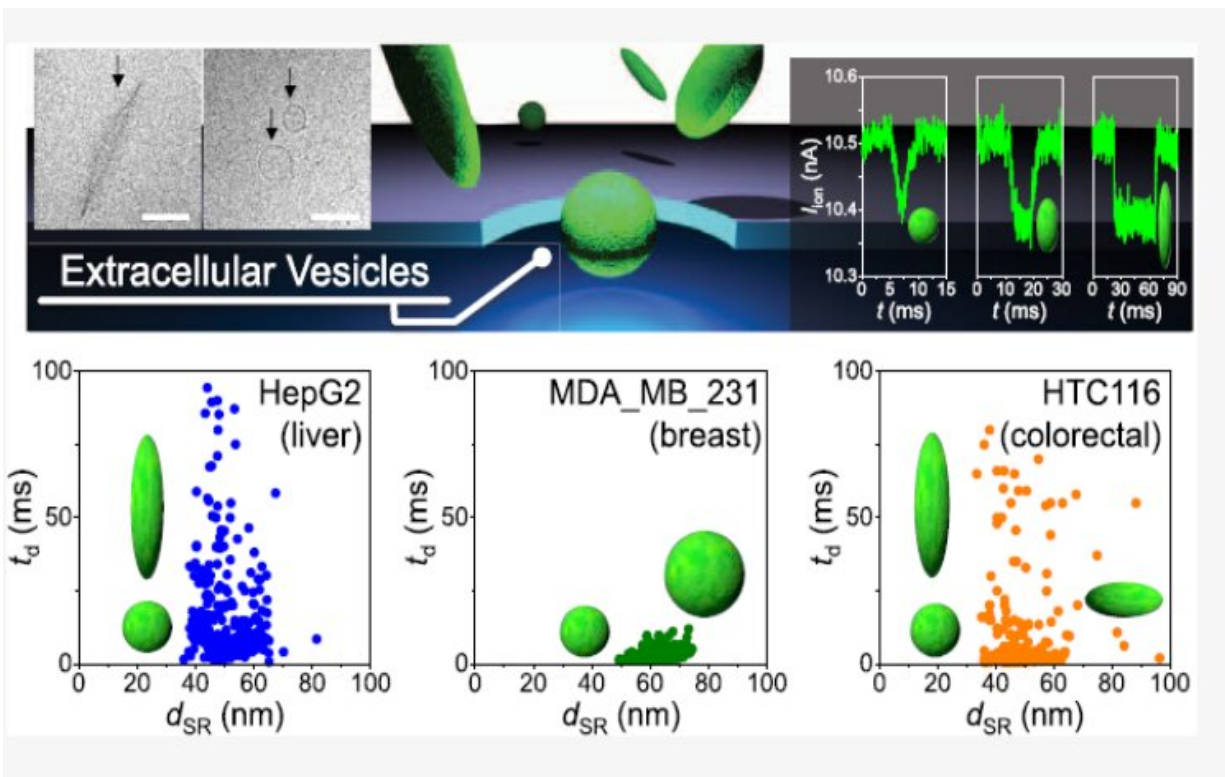 Extracellular Vesicles
I_ion (nA)
10.6
10.5
10.4
10.3
0 5 10 15
t (ms)
0 10 20 30
t (ms)
0 30 60 90
t (ms)
HepG2
(liver)
t_d (ms)
100
50
0
0 20 40 60 80 100
d_SR (nm)
MDA_MB_231
(breast)
t_d (ms)
100
50
0
0 20 40 60 80 100
d_SR (nm)
HTC116
(colorectal)
t_d (ms)
100
50
0
0 20 40 60 80 100
d_SR (nm)